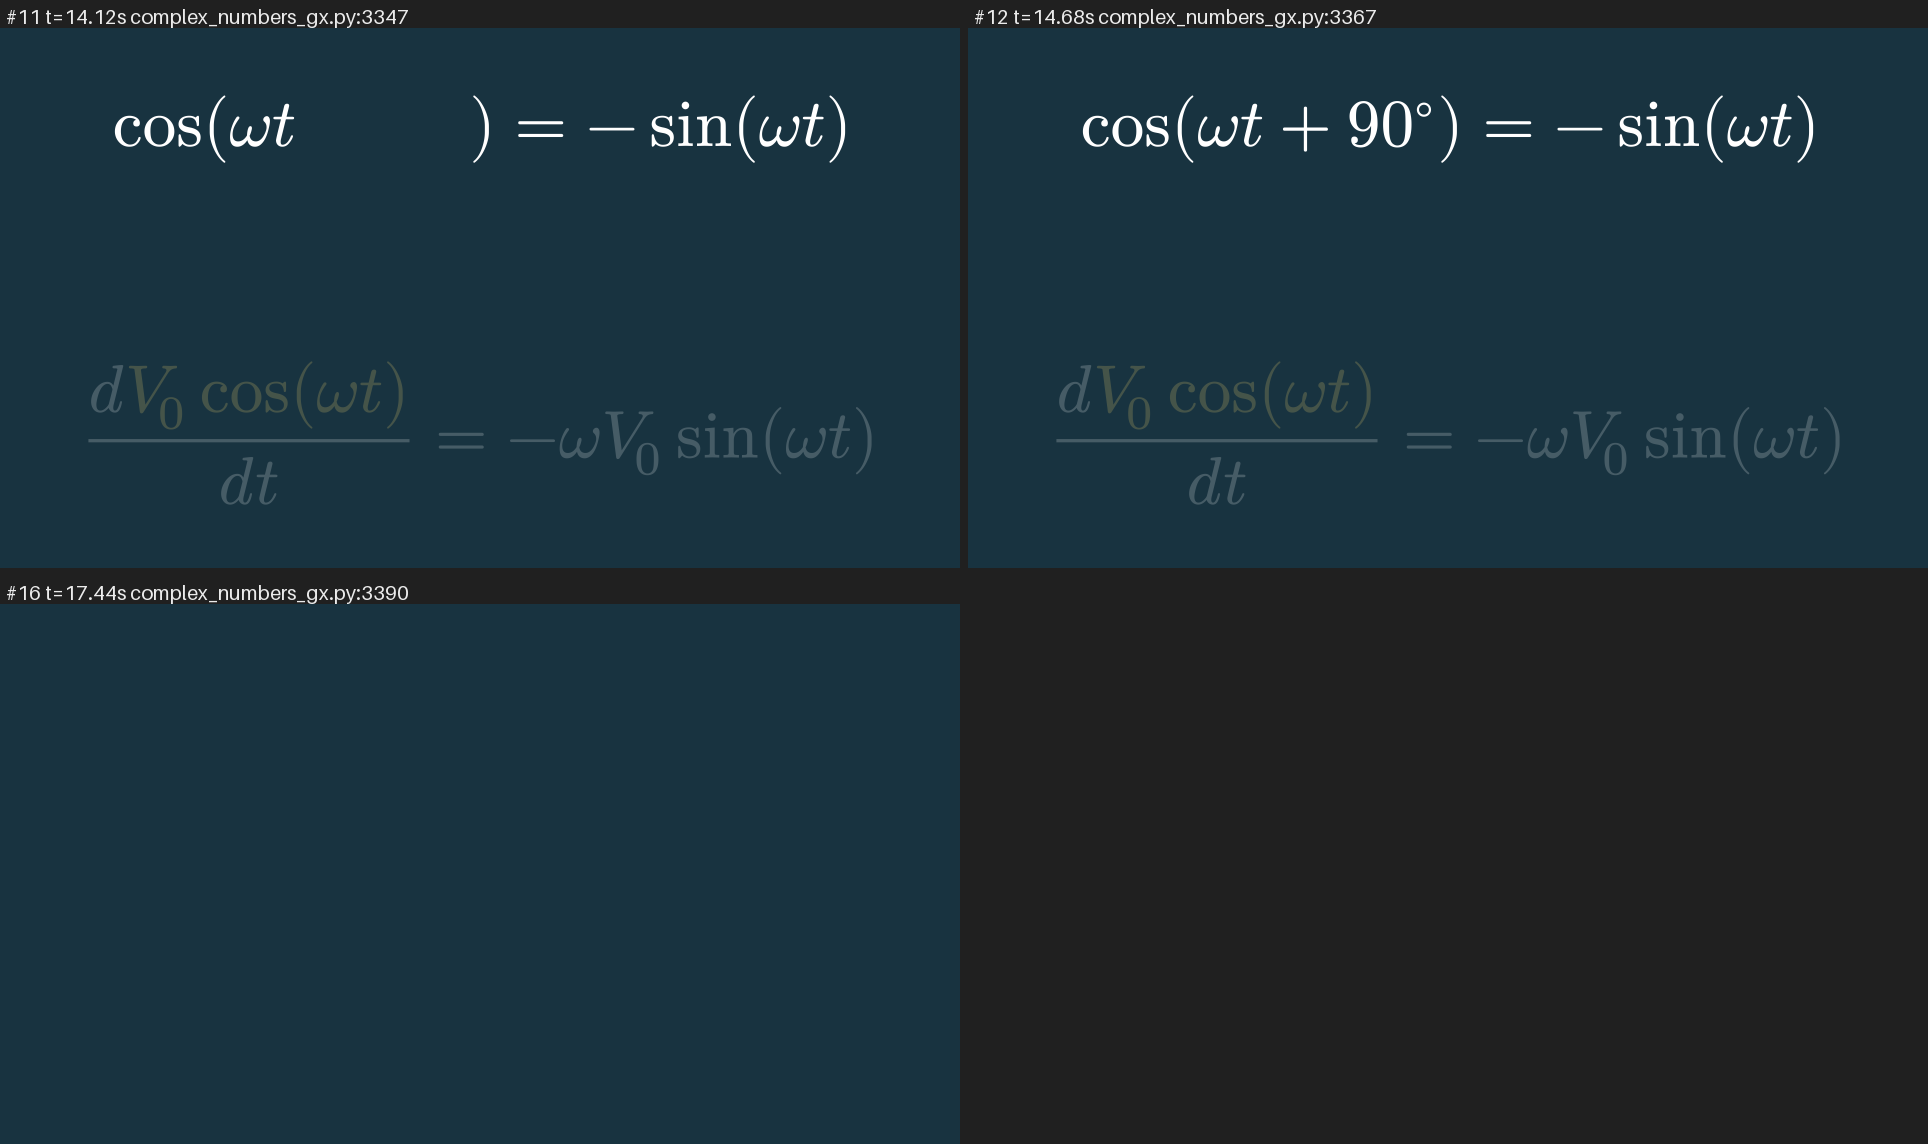 #11 t=14.12s complex_numbers_gx.py:3347
cos(ωt ) = − sin(ωt)
dV₀ cos(ωt)
dt
= −ωV₀ sin(ωt)
#12 t=14.68s complex_numbers_gx.py:3367
cos(ωt + 90°) = − sin(ωt)
dV₀ cos(ωt)
dt
= −ωV₀ sin(ωt)
#16 t=17.44s complex_numbers_gx.py:3390